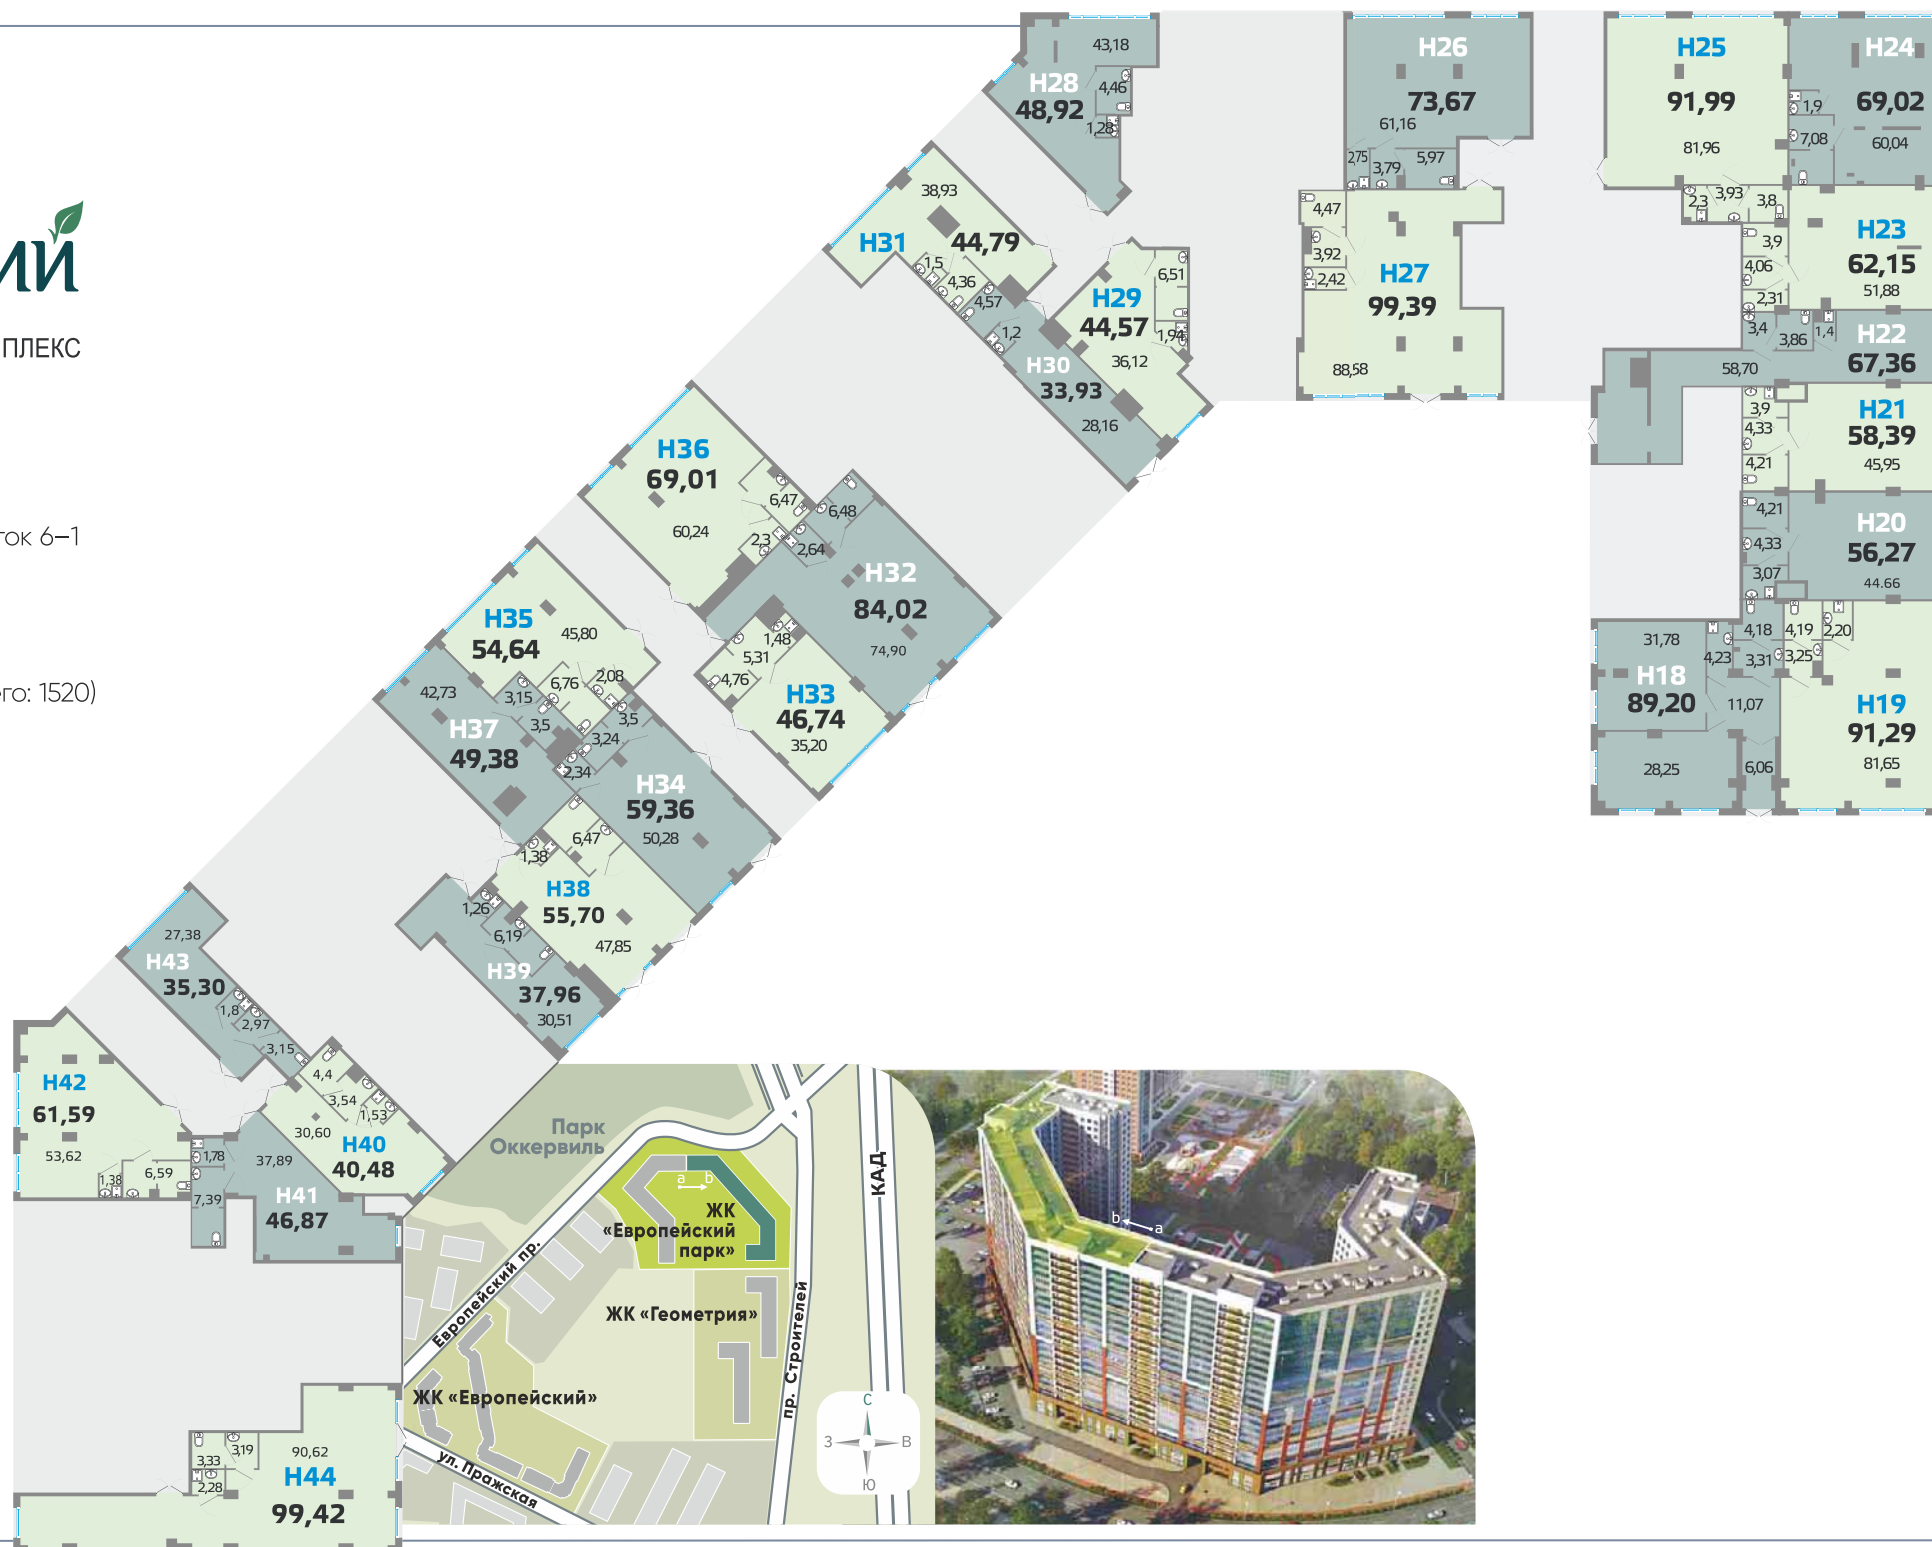 ИЙ
ПЛЕКС
ток 6–1
его: 1520)
Н28
48,92
43,18
4,46
1,28
Н26
73,67
61,16
2,75
3,79
5,97
Н25
91,99
81,96
2,3
3,93
3,8
Н24
69,02
1,9
7,08
60,04
Н31
44,79
38,93
1,5
4,36
Н29
44,57
6,51
1,94
36,12
Н30
33,93
4,57
1,2
28,16
Н27
99,39
4,47
3,92
2,42
88,58
Н23
62,15
51,88
3,9
4,06
2,31
Н22
67,36
3,4
3,86
1,4
58,70
Н21
58,39
45,95
3,9
4,33
4,21
Н20
56,27
44.66
4,21
4,33
3,07
Н18
89,20
31,78
4,23
4,18
3,31
11,07
28,25
6,06
Н19
91,29
81,65
4,19
2,20
3,25
Н36
69,01
60,24
6,47
2,3
Н32
84,02
74,90
6,48
2,64
Н35
54,64
45,80
6,76
2,08
Н33
46,74
35,20
1,48
5,31
4,76
Н37
49,38
42,73
3,15
3,5
Н34
59,36
50,28
3,5
3,24
2,34
Н38
55,70
47,85
6,47
1,38
Н39
37,96
30,51
1,26
6,19
Н43
35,30
27,38
1,8
2,97
3,15
Н42
61,59
53,62
1,38
6,59
Н40
40,48
30,60
4,4
3,54
1,53
Н41
46,87
37,89
1,78
7,39
Н44
99,42
90,62
3,33
3,19
2,28
Парк
Оккервиль
a
b
ЖК
«Европейский
парк»
КАД
Европейский пр.
ЖК «Геометрия»
пр. Строителей
ЖК «Европейский»
ул. Пражская
С
З
В
Ю
b
a